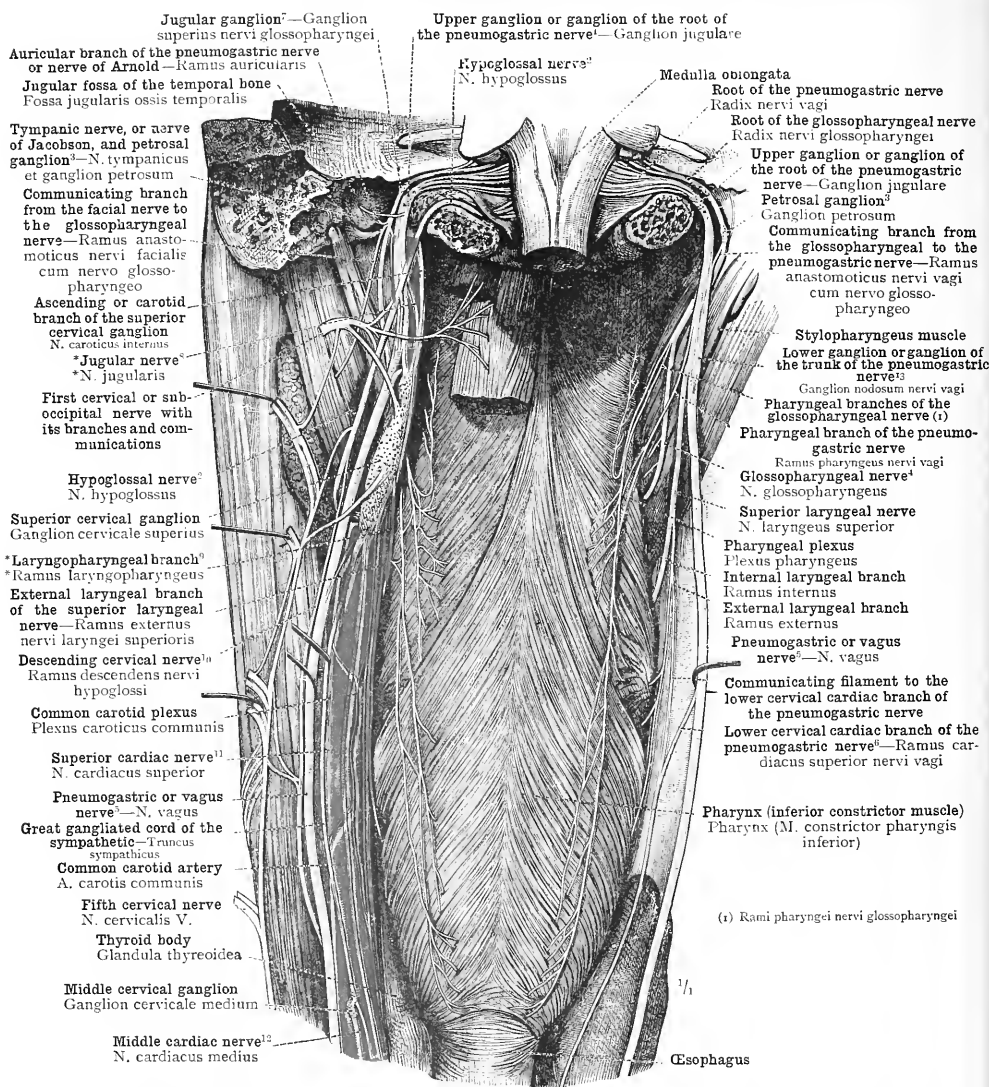 Jugular ganglion⁷—Ganglion
superius nervi glossopharyngei
Auricular branch of the pneumogastric nerve
or nerve of Arnold—Ramus auricularis
Jugular fossa of the temporal bone
Fossa jugularis ossis temporalis
Tympanic nerve, or nerve
of Jacobson, and petrosal
ganglion³—N. tympanicus
et ganglion petrosum
Communicating branch
from the facial nerve to
the glossopharyngeal
nerve—Ramus anasto-
moticus nervi facialis
cum nervo glosso-
pharyngeo
Ascending or carotid
branch of the superior
cervical ganglion
N. caroticus internus
*Jugular nerve⁸
*N. jugularis
First cervical or sub-
occipital nerve with
its branches and com-
munications
Hypoglossal nerve²
N. hypoglossus
Superior cervical ganglion
Ganglion cervicale superius
*Laryngopharyngeal branch⁹
*Ramus laryngopharyngeus
External laryngeal branch
of the superior laryngeal
nerve—Ramus externus
nervi laryngei superioris
Descending cervical nerve¹⁰
Ramus descendens nervi
hypoglossi
Common carotid plexus
Plexus caroticus communis
Superior cardiac nerve¹¹
N. cardiacus superior
Pneumogastric or vagus
nerve⁵—N. vagus
Great gangliated cord of the
sympathetic—Truncus
sympathicus
Common carotid artery
A. carotis communis
Fifth cervical nerve
N. cervicalis V.
Thyroid body
Glandula thyreoidea
Middle cervical ganglion
Ganglion cervicale medium
Middle cardiac nerve¹²
N. cardiacus medius
Upper ganglion or ganglion of the root of
the pneumogastric nerve¹—Ganglion jugulare
Hypoglossal nerve²
N. hypoglossus
Medulla oblongata
Root of the pneumogastric nerve
Radix nervi vagi
Root of the glossopharyngeal nerve
Radix nervi glossopharyngei
Upper ganglion or ganglion of
the root of the pneumogastric
nerve—Ganglion jugulare
Petrosal ganglion³
Ganglion petrosum
Communicating branch from
the glossopharyngeal to the
pneumogastric nerve—Ramus
anastomoticus nervi vagi
cum nervo glosso-
pharyngeo
Stylopharyngeus muscle
Lower ganglion or ganglion of
the trunk of the pneumogastric
nerve¹³
Ganglion nodosum nervi vagi
Pharyngeal branches of the
glossopharyngeal nerve (1)
Pharyngeal branch of the pneumo-
gastric nerve
Ramus pharyngeus nervi vagi
Glossopharyngeal nerve⁴
N. glossopharyngeus
Superior laryngeal nerve
N. laryngeus superior
Pharyngeal plexus
Plexus pharyngeus
Internal laryngeal branch
Ramus internus
External laryngeal branch
Ramus externus
Pneumogastric or vagus
nerve⁵—N. vagus
Communicating filament to the
lower cervical cardiac branch of
the pneumogastric nerve
Lower cervical cardiac branch of the
pneumogastric nerve⁶—Ramus car-
diacus superior nervi vagi
Pharynx (inferior constrictor muscle)
Pharynx (M. constrictor pharyngis
inferior)
(1) Rami pharyngei nervi glossopharyngei
1/1
Œsophagus